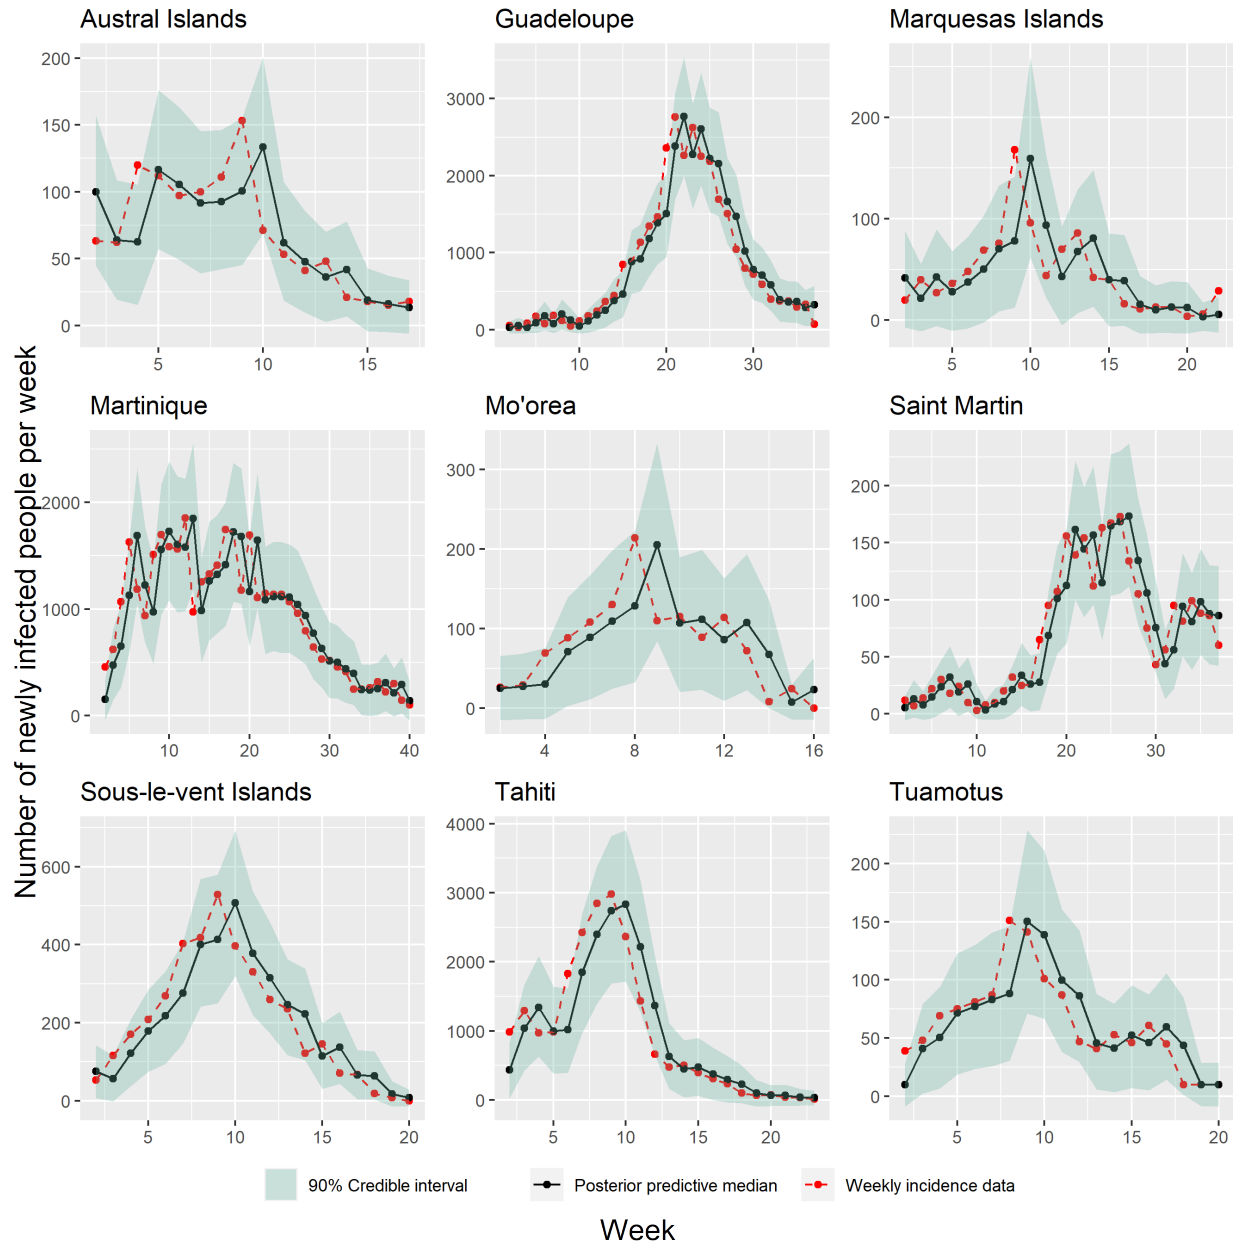 Austral Islands
Guadeloupe
Marquesas Islands
200
150
100
50
0
5 10 15
3000
2000
1000
0
10 20 30
200
100
0
5 10 15 20
Number of newly infected people per week
Martinique
Mo'orea
Saint Martin
2000
1000
0
10 20 30 40
300
200
100
0
4 8 12 16
200
150
100
50
0
10 20 30
Sous-le-vent Islands
Tahiti
Tuamotus
600
400
200
0
5 10 15 20
4000
3000
2000
1000
0
5 10 15 20
200
150
100
50
0
5 10 15 20
90% Credible interval
Posterior predictive median
Weekly incidence data
Week